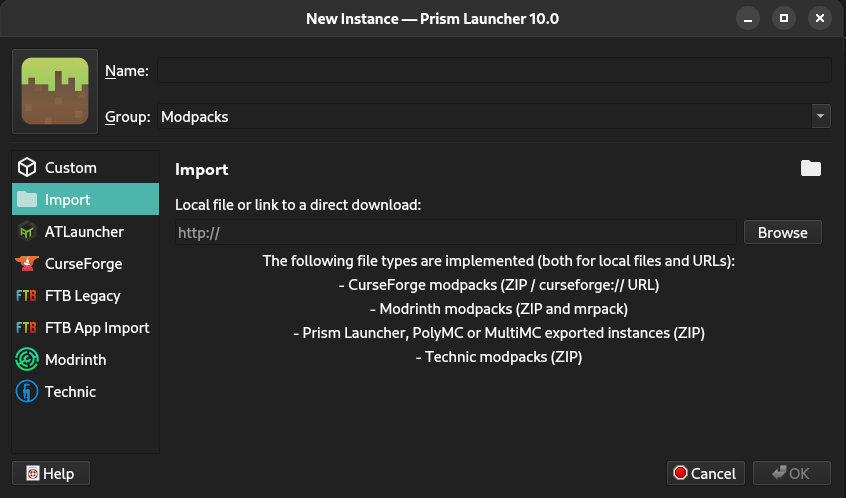 New Instance — Prism Launcher 10.0
Name:
Group: Modpacks
Custom
Import
ATLauncher
CurseForge
FTB FTB Legacy
FTB FTB App Import
Modrinth
Technic
Import
Local file or link to a direct download:
http:// Browse
The following file types are implemented (both for local files and URLs):
- CurseForge modpacks (ZIP / curseforge:// URL)
- Modrinth modpacks (ZIP and mrpack)
- Prism Launcher, PolyMC or MultiMC exported instances (ZIP)
- Technic modpacks (ZIP)
Help Cancel OK